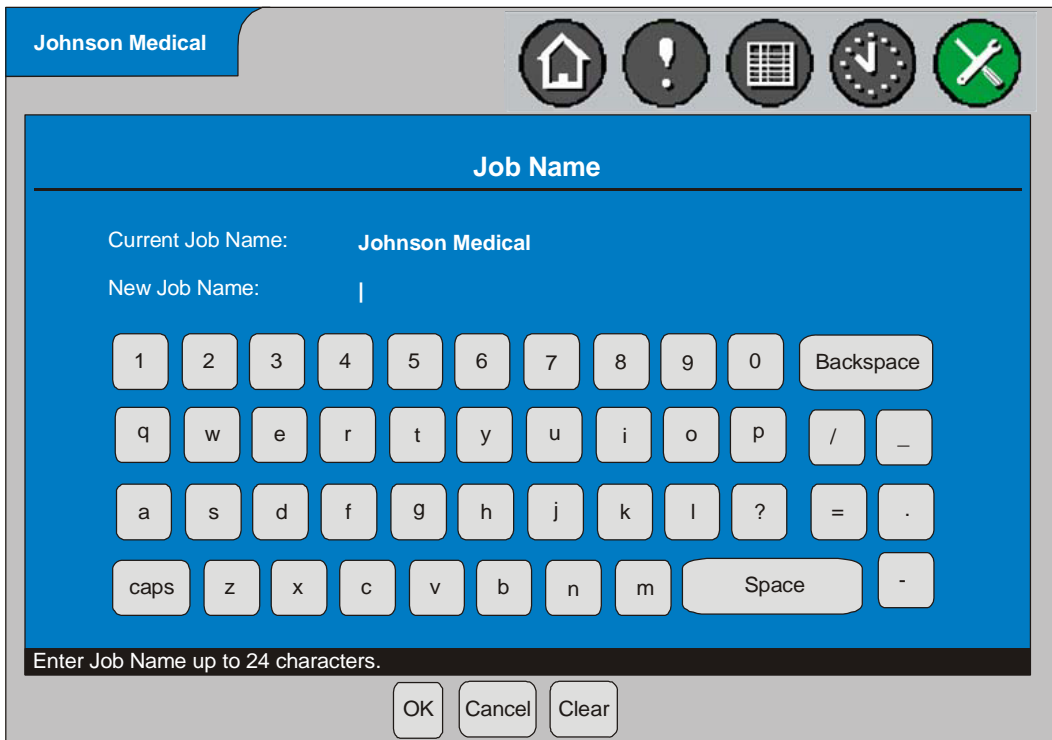 Johnson Medical
Job Name
Current Job Name: Johnson Medical
New Job Name: |
1 2 3 4 5 6 7 8 9 0 Backspace
q w e r t y u i o p / _
a s d f g h j k l ? = .
caps z x c v b n m Space -
Enter Job Name up to 24 characters.
OK Cancel Clear